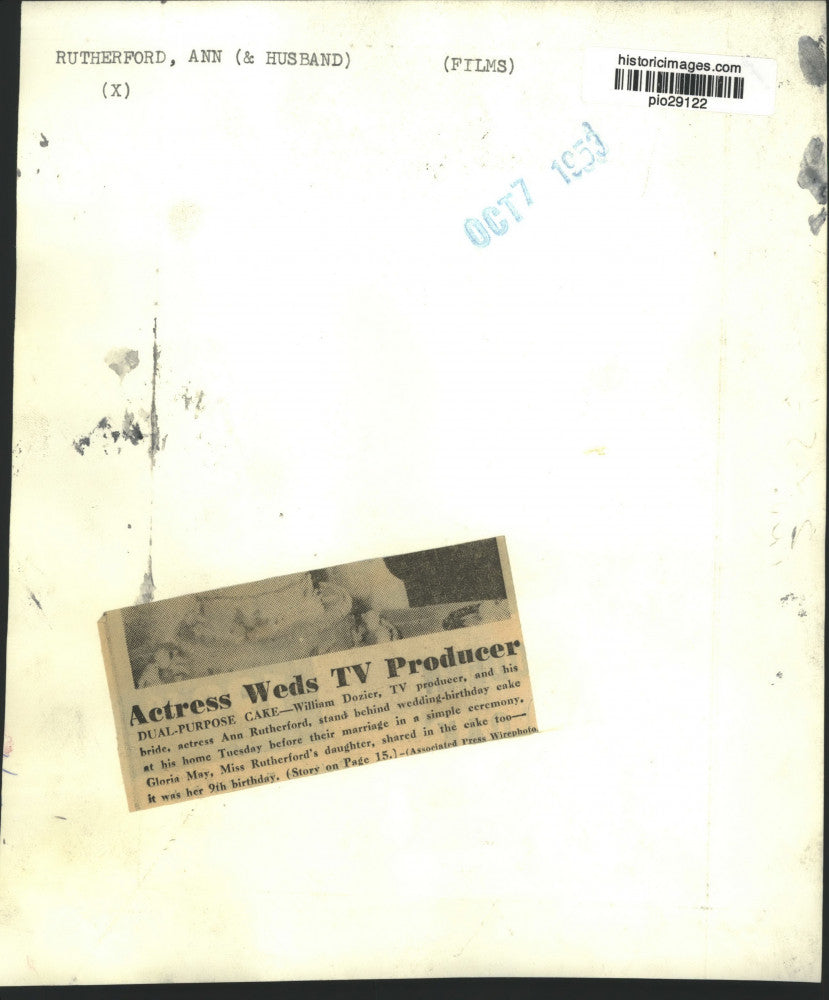 RUTHERFORD, ANN (& HUSBAND) (FILMS)
(X)
historicimages.com
pio29122
OCT 7 1953
Actress Weds TV Producer
DUAL-PURPOSE CAKE—William Dozier, TV producer, and his
bride, actress Ann Rutherford, stand behind wedding-birthday cake
at his home Tuesday before their marriage in a simple ceremony.
Gloria May, Miss Rutherford's daughter, shared in the cake too—
it was her 9th birthday. (Story on Page 15.)—(Associated Press Wirephoto